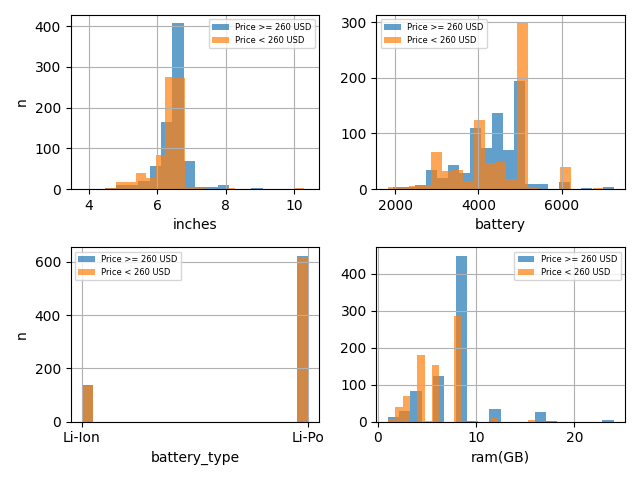 400
300
200
100
0
n
4
6
8
10
inches
Price >= 260 USD
Price < 260 USD
300
200
100
0
2000
4000
6000
battery
Price >= 260 USD
Price < 260 USD
600
400
200
0
n
Li-Ion
Li-Po
battery_type
Price >= 260 USD
Price < 260 USD
400
300
200
100
0
0
10
20
ram(GB)
Price >= 260 USD
Price < 260 USD